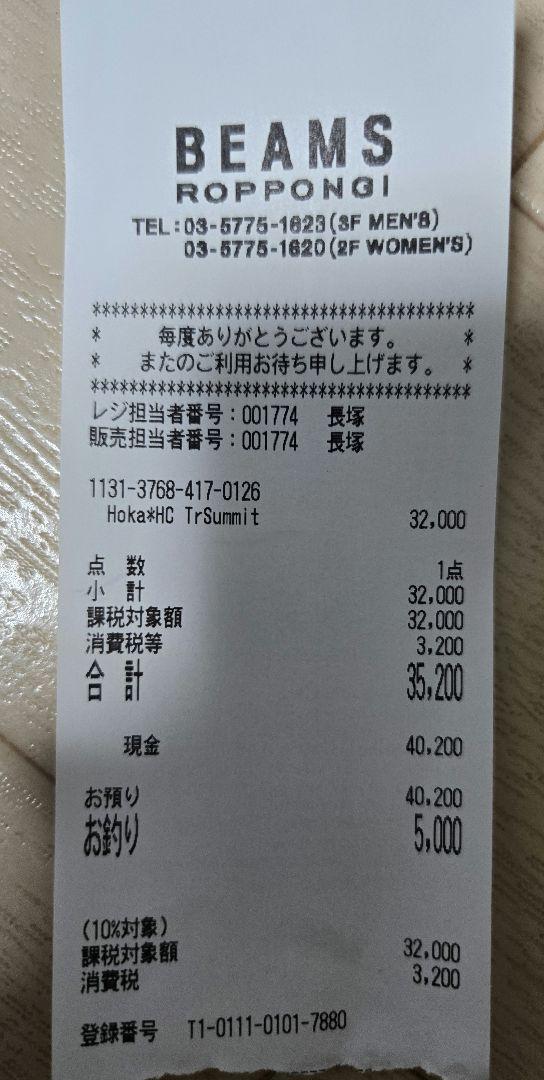 BEAMS
ROPPONGI
TEL:03-5775-1623(3F MEN'S)
03-5775-1620(2F WOMEN'S)
****************************************
* 毎度ありがとうございます。 *
* またのご利用お待ち申し上げます。 *
****************************************
レジ担当者番号:001774 長塚
販売担当者番号:001774 長塚
1131-3768-417-0126
Hoka*HC TrSummit 32,000
点 数 1点
小 計 32,000
課税対象額 32,000
消費税等 3,200
合 計 35,200
現金 40,200
お預り 40,200
お釣り 5,000
(10%対象)
課税対象額 32,000
消費税 3,200
登録番号 T1-0111-0101-7880